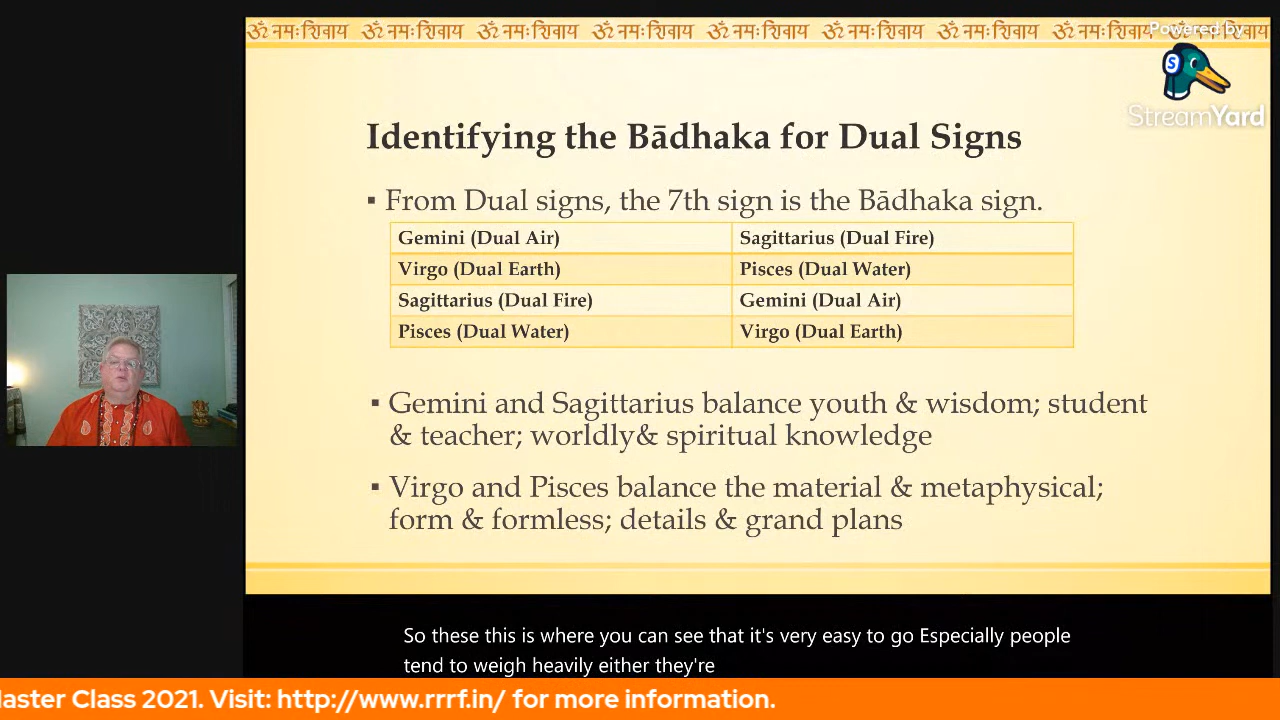 ॐ नमःशिवाय ॐ नमःशिवाय ॐ नमःशिवाय ॐ नमःशिवाय ॐ नमःशिवाय ॐ नमःशिवाय ॐ नमःशिवाय ॐ नमःशिवाय ॐ नमःशिवाय
Powered by
S
StreamYard
Identifying the Bādhaka for Dual Signs
▪ From Dual signs, the 7th sign is the Bādhaka sign.
Gemini (Dual Air) Sagittarius (Dual Fire)
Virgo (Dual Earth) Pisces (Dual Water)
Sagittarius (Dual Fire) Gemini (Dual Air)
Pisces (Dual Water) Virgo (Dual Earth)
▪ Gemini and Sagittarius balance youth & wisdom; student
& teacher; worldly& spiritual knowledge
▪ Virgo and Pisces balance the material & metaphysical;
form & formless; details & grand plans
So these this is where you can see that it's very easy to go Especially people
tend to weigh heavily either they're
laster Class 2021. Visit: http://www.rrrf.in/ for more information.